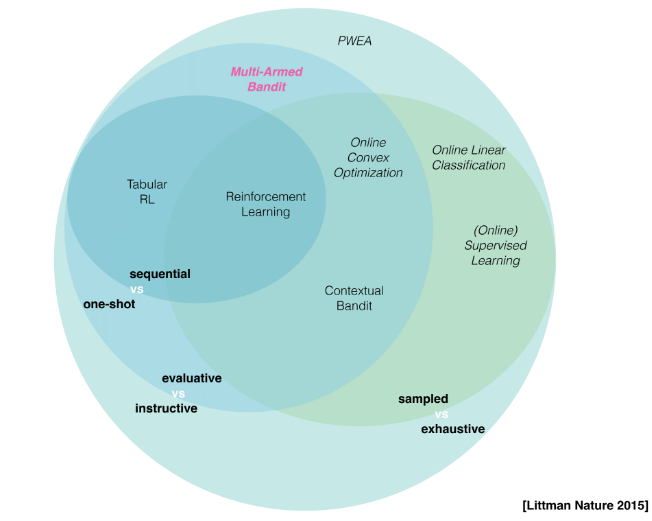 PWEA
Multi-Armed
Bandit
Online
Convex
Optimization
Online Linear
Classification
Tabular
RL
Reinforcement
Learning
(Online)
Supervised
Learning
sequential
vs
one-shot
Contextual
Bandit
evaluative
vs
instructive
sampled
vs
exhaustive
[Littman Nature 2015]